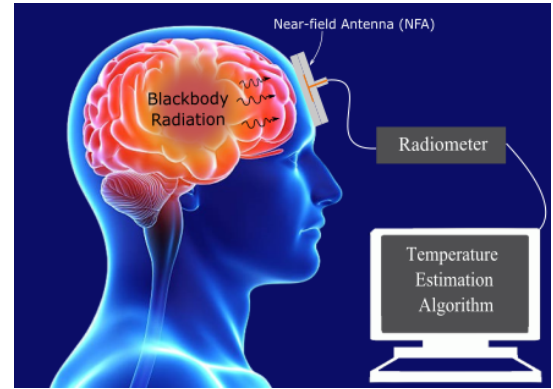 Near-field Antenna (NFA)
Blackbody
Radiation
Radiometer
Temperature
Estimation
Algorithm